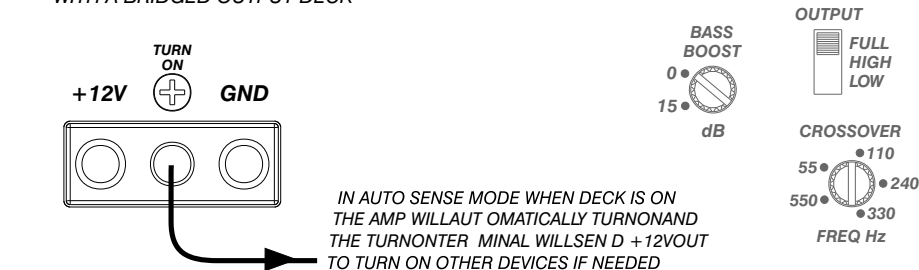 WITH A BRIDGED OUTPUT DECK
TURN
ON
+12V
GND
IN AUTO SENSE MODE WHEN DECK IS ON
THE AMP WILLAUT OMATICALLY TURNONAND
THE TURNONTER MINAL WILLSEN D +12VOUT
TO TURN ON OTHER DEVICES IF NEEDED
BASS
BOOST
0
15
dB
OUTPUT
FULL
HIGH
LOW
CROSSOVER
110
55
240
550
330
FREQ Hz